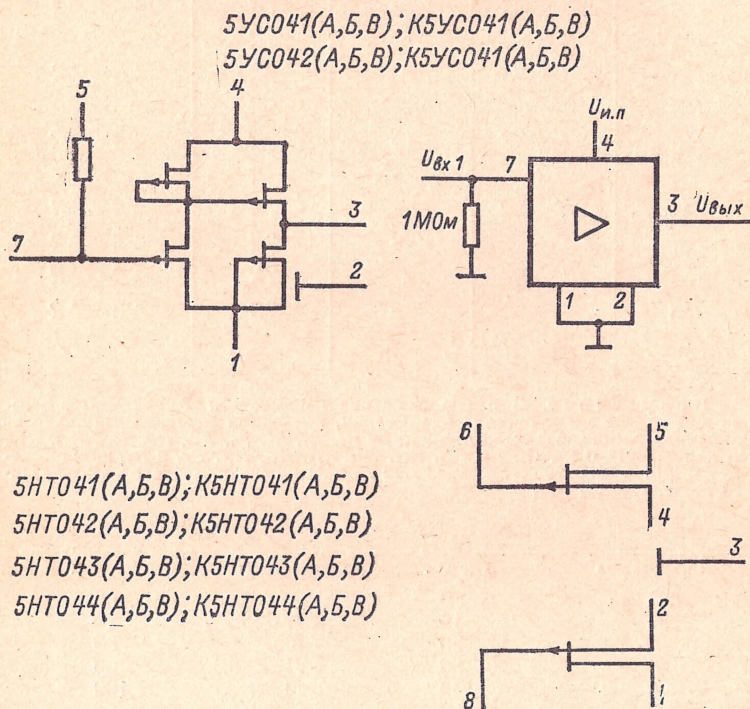 5УС041(А,Б,В); К5УС041(А,Б,В)
5УС042(А,Б,В); К5УС041(А,Б,В)
5
4
7
3
2
1
Uи.п
4
Uвх 1
7
1МОм
3 Uвых
1
2
6
5
4
3
2
8
1
5НТ041(А,Б,В); К5НТ041(А,Б,В)
5НТ042(А,Б,В); К5НТ042(А,Б,В)
5НТ043(А,Б,В); К5НТ043(А,Б,В)
5НТ044(А,Б,В); К5НТ044(А,Б,В)